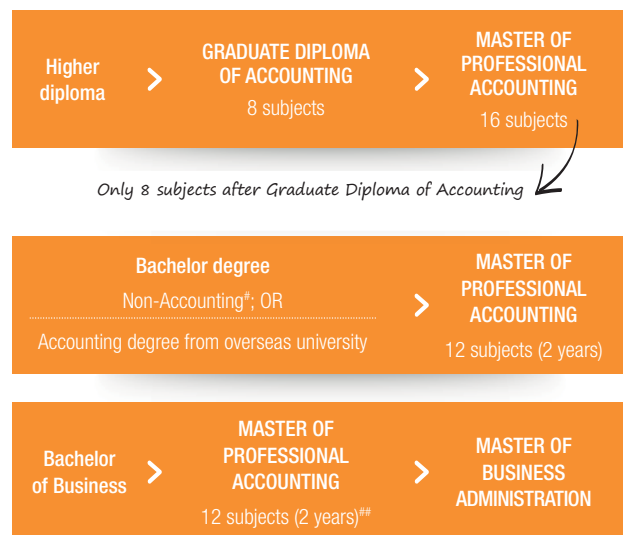 Higher
diploma
GRADUATE DIPLOMA
OF ACCOUNTING
8 subjects
MASTER OF
PROFESSIONAL
ACCOUNTING
16 subjects
Only 8 subjects after Graduate Diploma of Accounting
Bachelor degree
Non-Accounting#; OR
Accounting degree from overseas university
MASTER OF
PROFESSIONAL
ACCOUNTING
12 subjects (2 years)
Bachelor
of Business
MASTER OF
PROFESSIONAL
ACCOUNTING
12 subjects (2 years)##
MASTER OF
BUSINESS
ADMINISTRATION